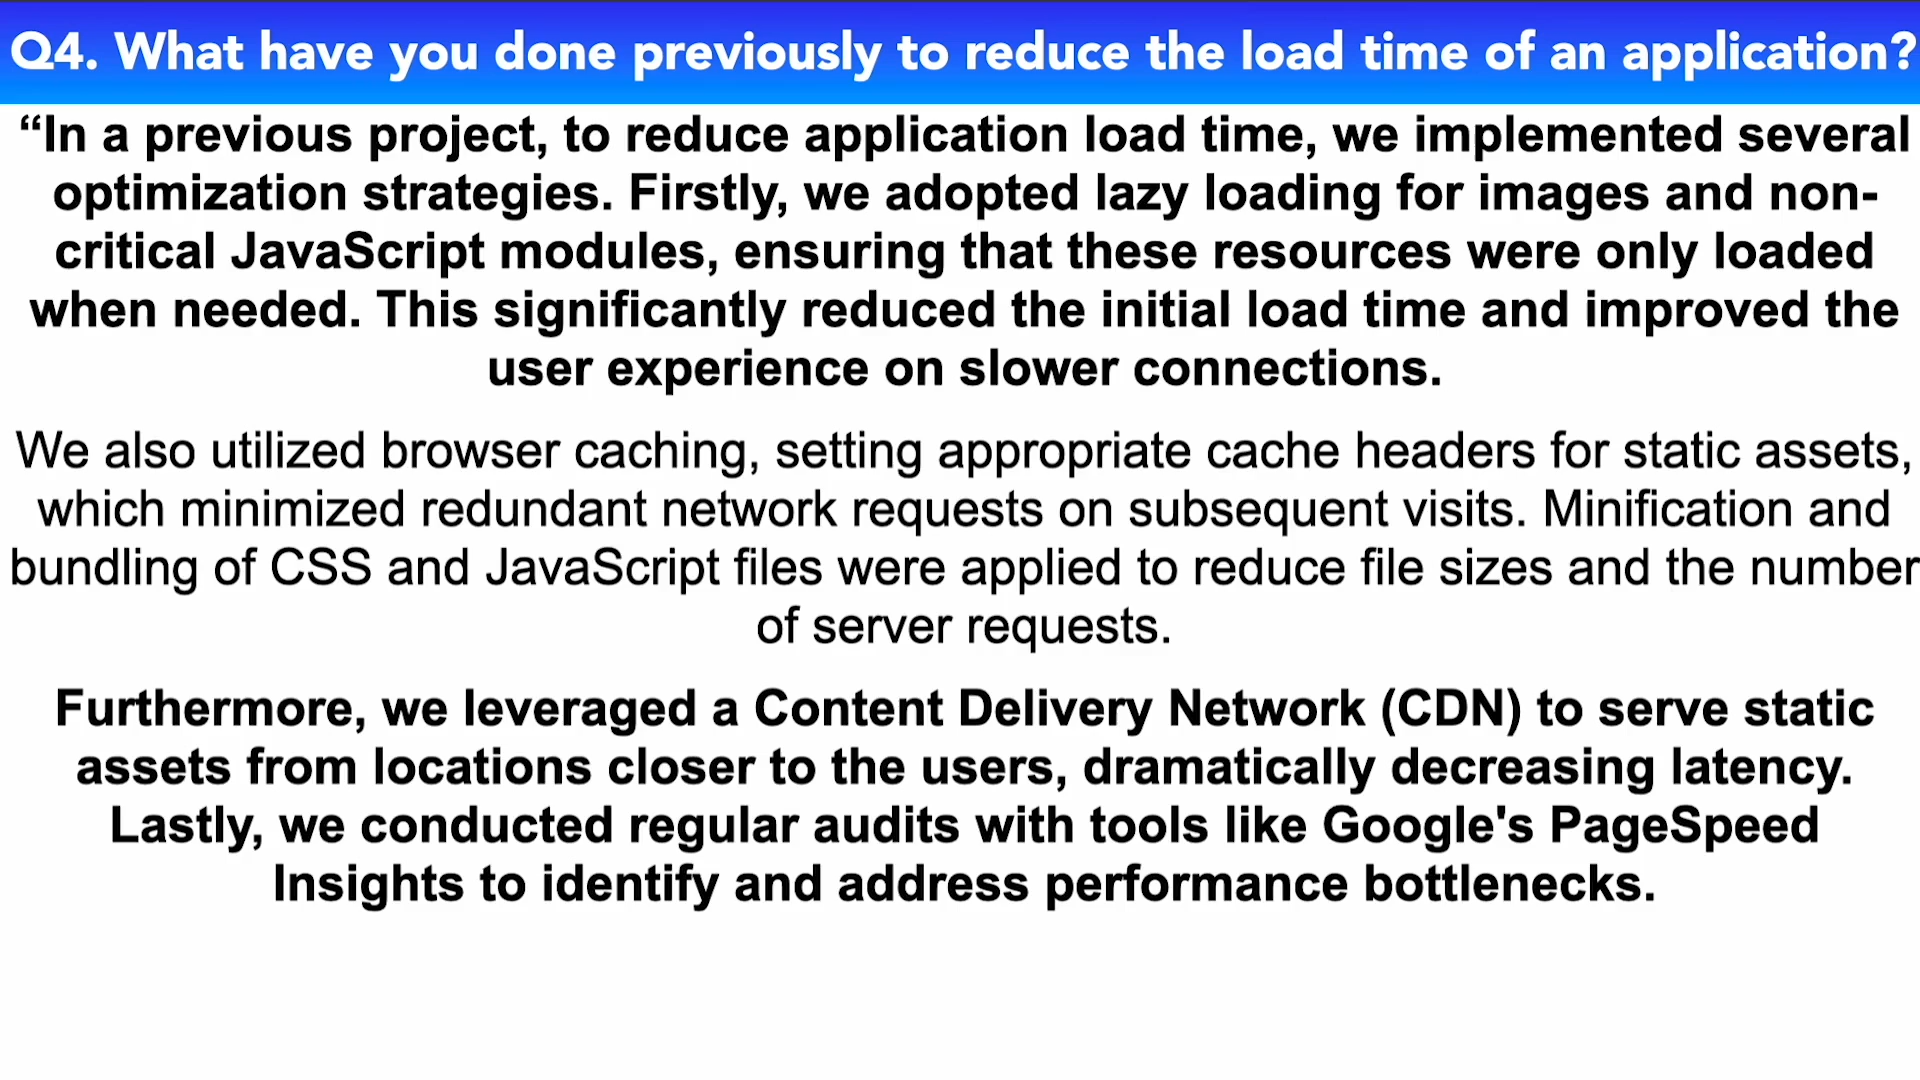 Q4. What have you done previously to reduce the load time of an application?
“In a previous project, to reduce application load time, we implemented several
optimization strategies. Firstly, we adopted lazy loading for images and non-
critical JavaScript modules, ensuring that these resources were only loaded
when needed. This significantly reduced the initial load time and improved the
user experience on slower connections.
We also utilized browser caching, setting appropriate cache headers for static assets,
which minimized redundant network requests on subsequent visits. Minification and
bundling of CSS and JavaScript files were applied to reduce file sizes and the number
of server requests.
Furthermore, we leveraged a Content Delivery Network (CDN) to serve static
assets from locations closer to the users, dramatically decreasing latency.
Lastly, we conducted regular audits with tools like Google's PageSpeed
Insights to identify and address performance bottlenecks.